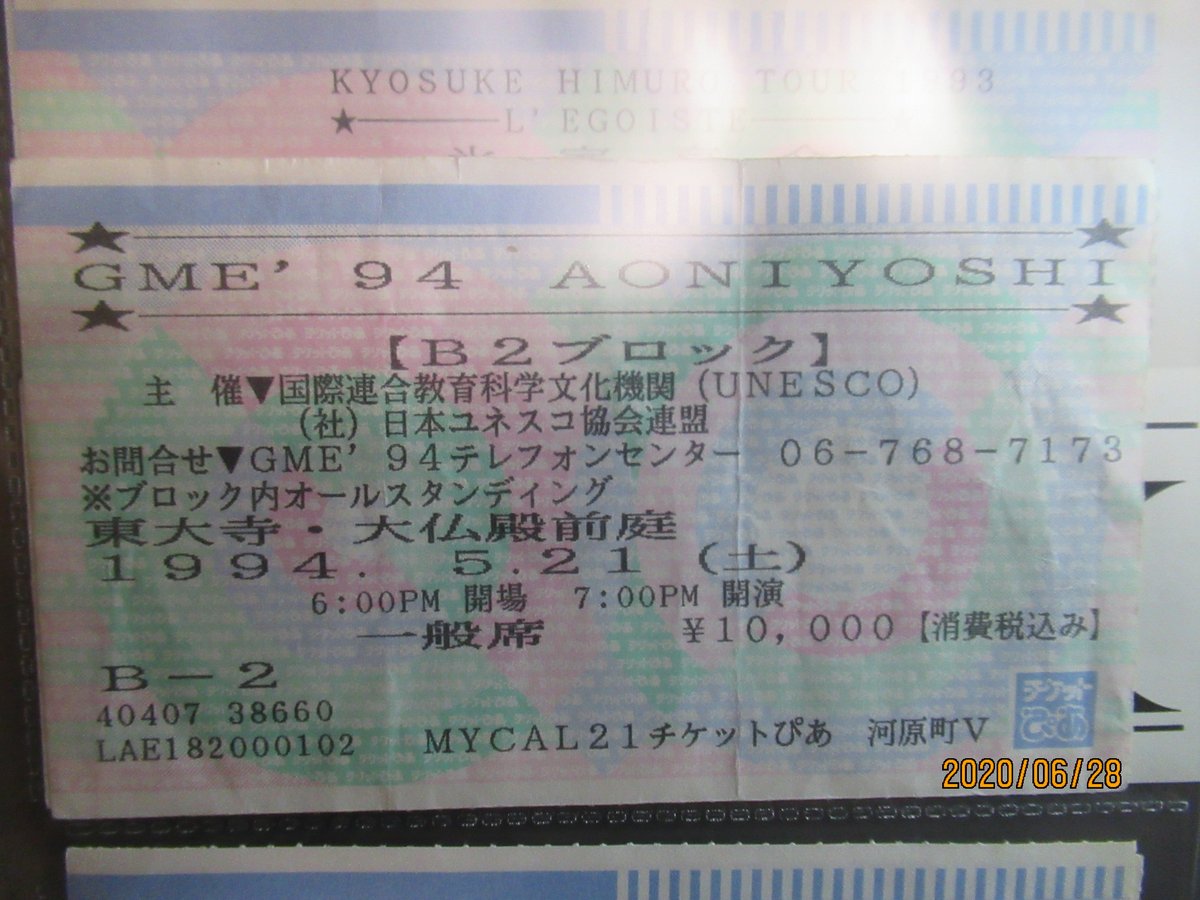 KYOSUKE HIMURO TOUR 1993
★――L'EGOISTE――
★――★
GME'94 AONIYOSHI
★――★
【B2ブロック】
主 催▼国際連合教育科学文化機関(UNESCO)
(社)日本ユネスコ協会連盟
お問合せ▼GME'94テレフォンセンター 06-768-7173
※ブロック内オールスタンディング
東大寺・大仏殿前庭
1994. 5.21(土)
6:00PM 開場 7:00PM 開演
一般席 ¥10,000【消費税込み】
B-2
40407 38660
LAE182000102 MYCAL21チケットぴあ 河原町V
チケット
ぴあ
2020/06/28